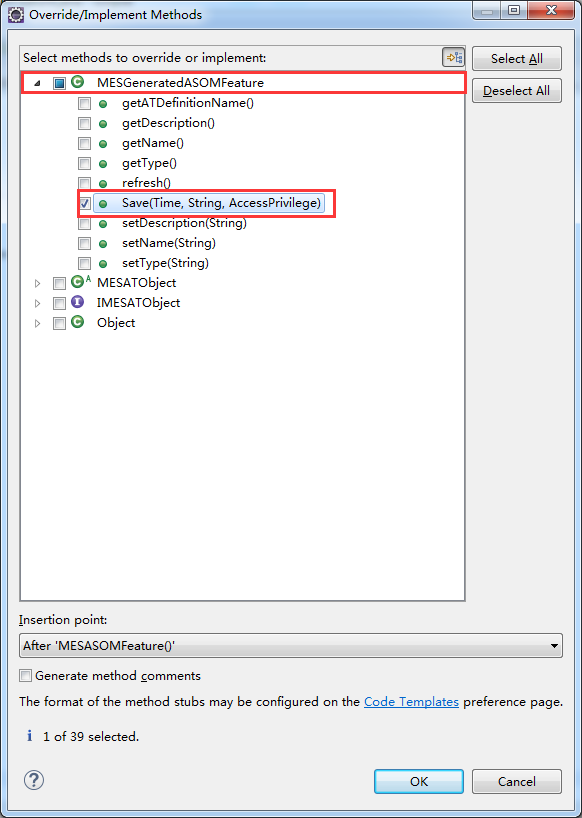 Override/Implement Methods
Select methods to override or implement:
Select All
Deselect All
C MESGeneratedASOMFeature
getATDefinitionName()
getDescription()
getName()
getType()
refresh()
Save(Time, String, AccessPrivilege)
setDescription(String)
setName(String)
setType(String)
C A MESATObject
I IMESATObject
C Object
Insertion point:
After 'MESASOMFeature()'
Generate method comments
The format of the method stubs may be configured on the Code Templates preference page.
i 1 of 39 selected.
?
OK
Cancel